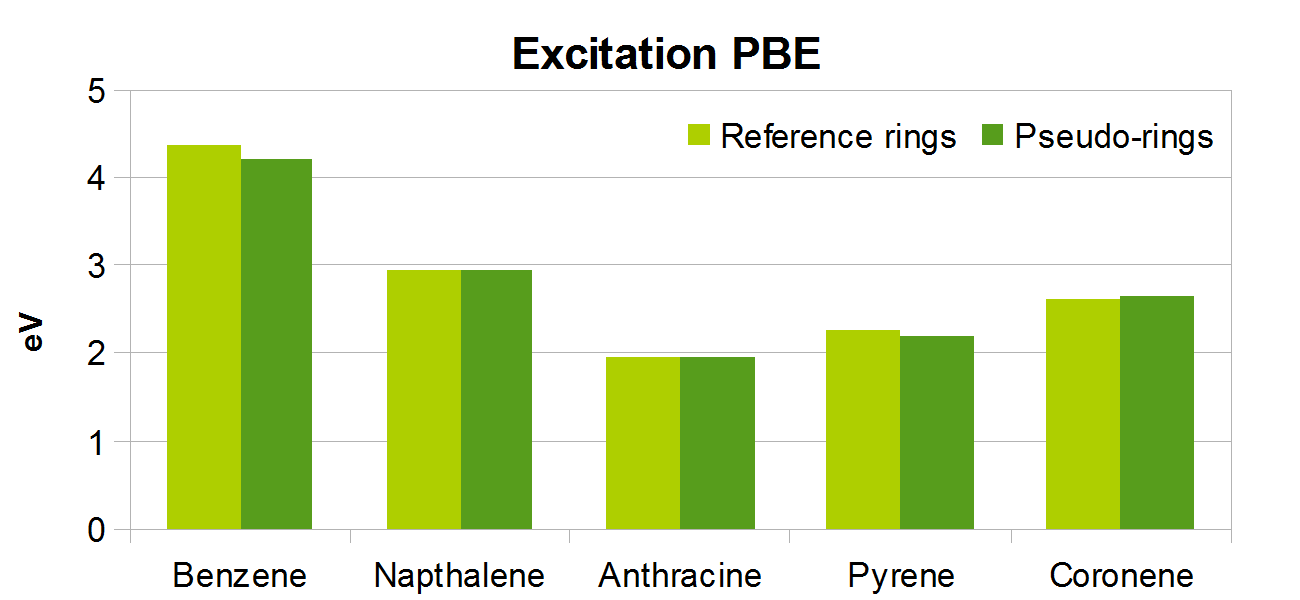 Excitation PBE
5
Reference rings Pseudo-rings
4
3
eV
2
1
0
Benzene Napthalene Anthracine Pyrene Coronene